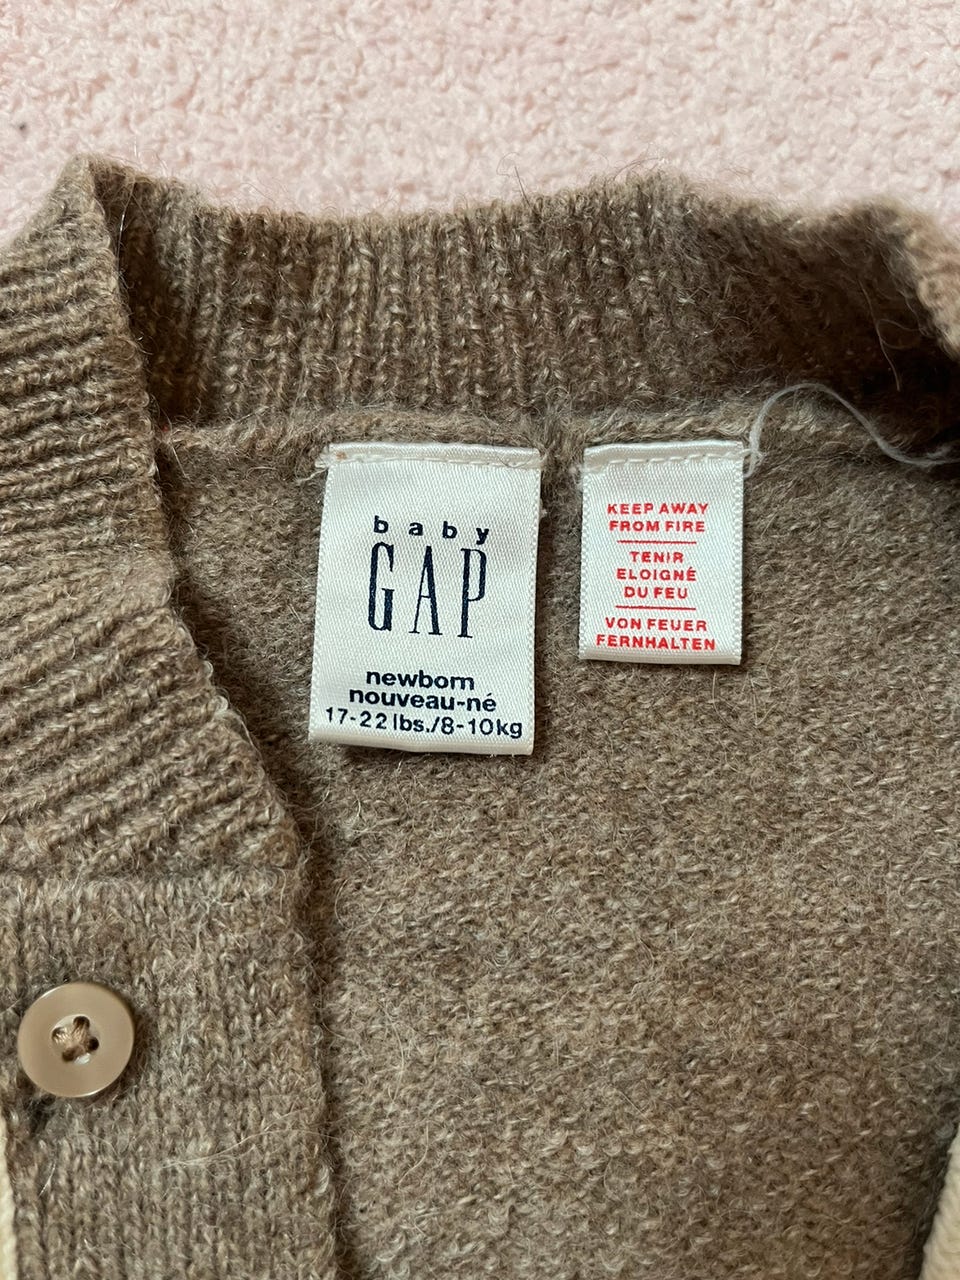 baby
GAP
newborn
nouveau-né
17-22 lbs./8-10kg
KEEP AWAY
FROM FIRE
TENIR
ELOIGNÉ
DU FEU
VON FEUER
FERNHALTEN